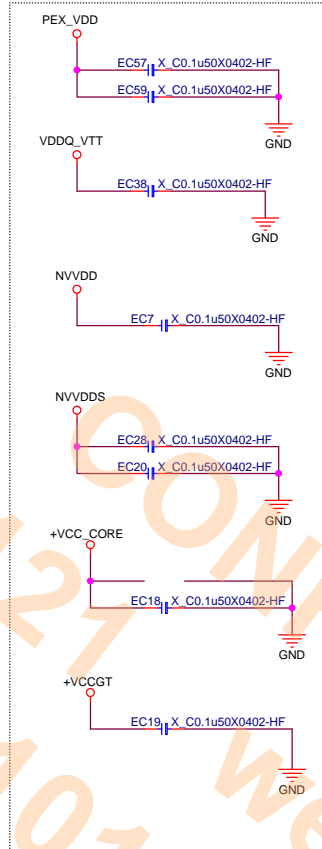 PEX_VDD
EC57 X_C0.1u50X0402-HF
EC59 X_C0.1u50X0402-HF
GND
VDDQ_VTT
EC38 X_C0.1u50X0402-HF
GND
NVVDD
EC7 X_C0.1u50X0402-HF
GND
NVVDDS
EC28 X_C0.1u50X0402-HF
EC20 X_C0.1u50X0402-HF
GND
+VCC_CORE
EC18 X_C0.1u50X0402-HF
GND
+VCCGT
EC19 X_C0.1u50X0402-HF
GND